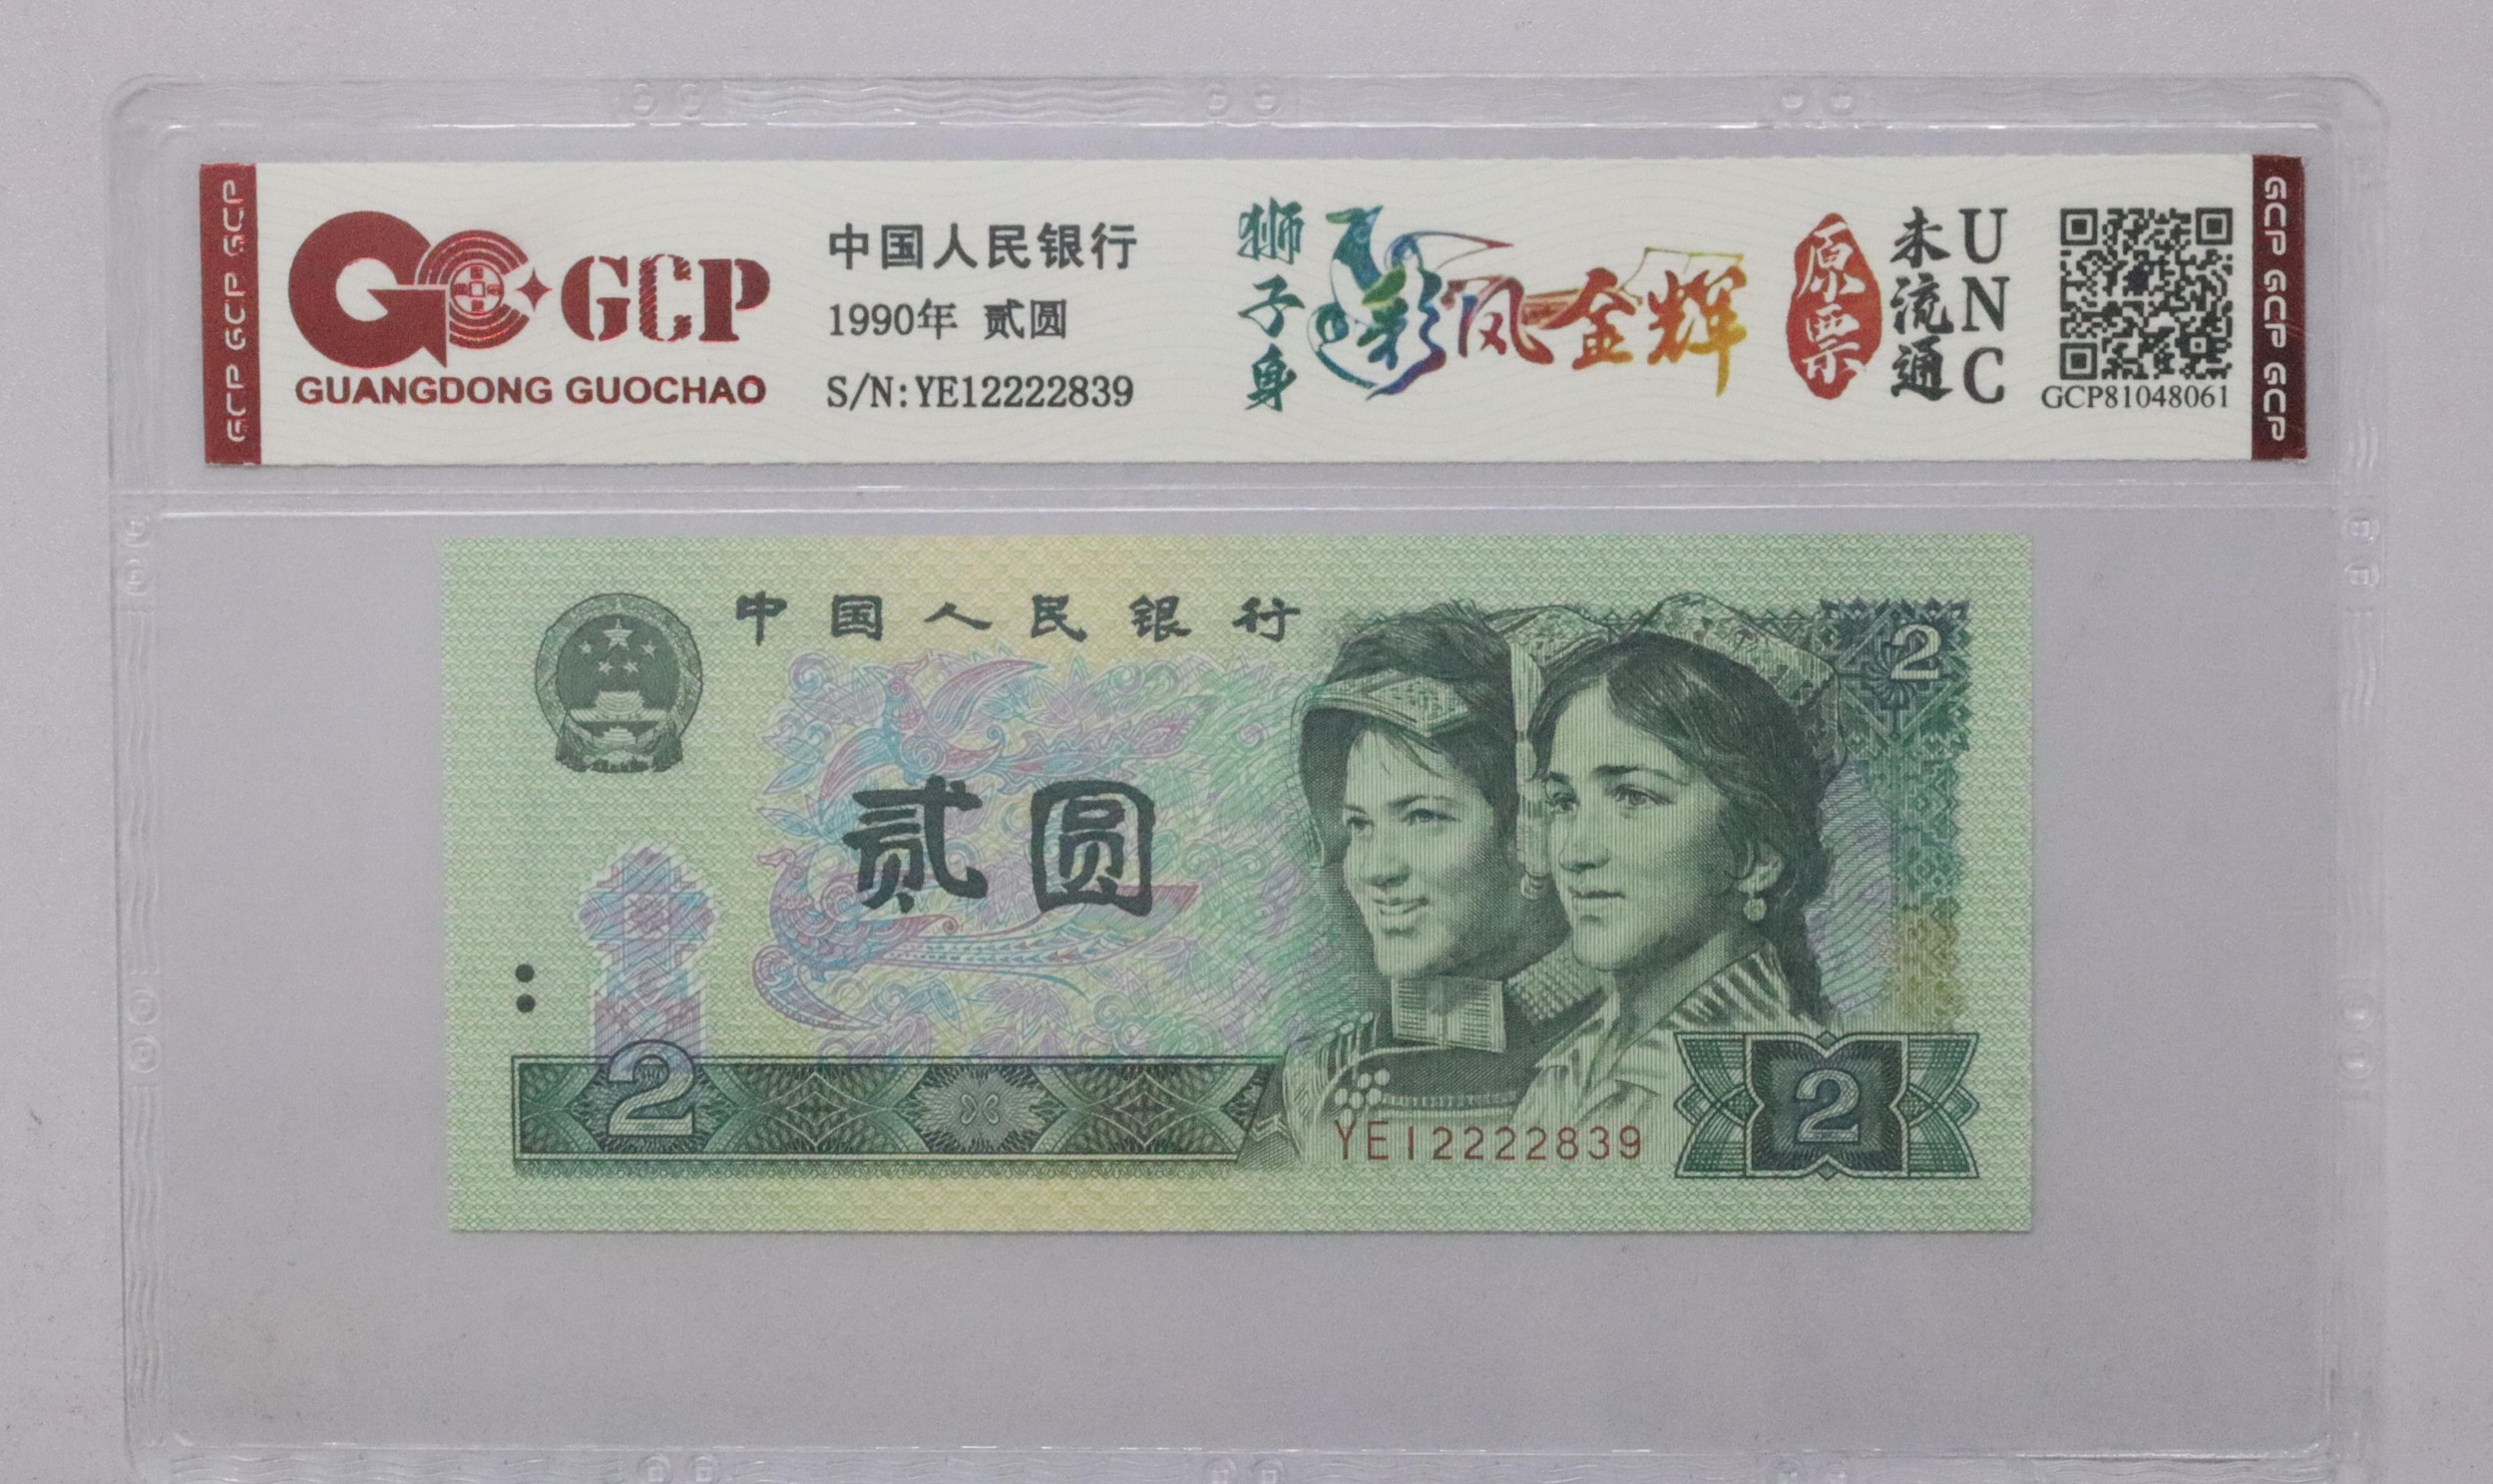 GCP GCP GCP
GCP
GUANGDONG GUOCHAO
中国人民银行
1990年 贰圆
S/N:YE12222839
狮子身
彩凤金辉
原票
未流通
UNC
GCP81048061
GCP GCP GCP
中国人民银行
2
贰圆
2
YE12222839
2